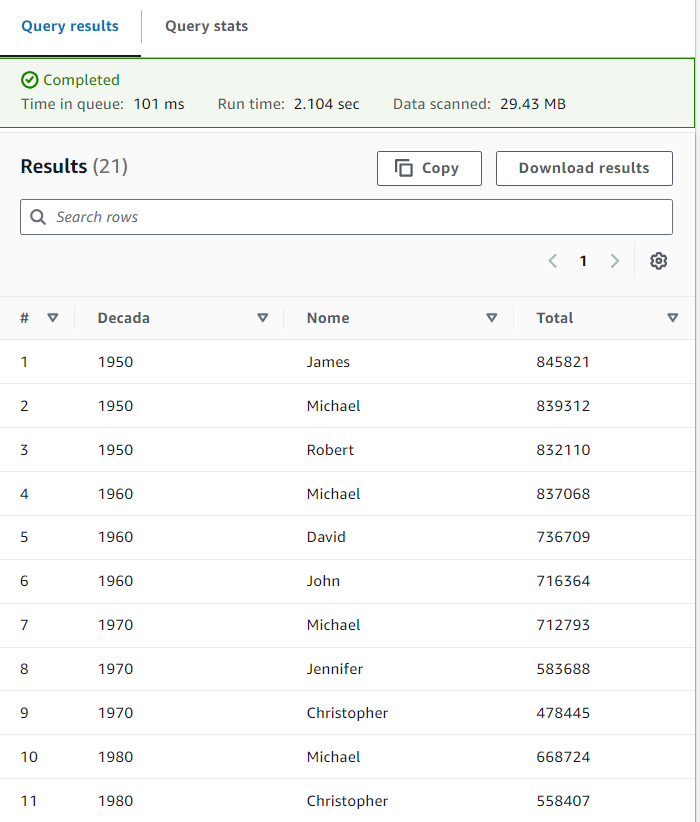 Query results Query stats
Completed
Time in queue: 101 ms Run time: 2.104 sec Data scanned: 29.43 MB
Results (21) Copy Download results
Search rows
1
# Decada Nome Total
1 1950 James 845821
2 1950 Michael 839312
3 1950 Robert 832110
4 1960 Michael 837068
5 1960 David 736709
6 1960 John 716364
7 1970 Michael 712793
8 1970 Jennifer 583688
9 1970 Christopher 478445
10 1980 Michael 668724
11 1980 Christopher 558407